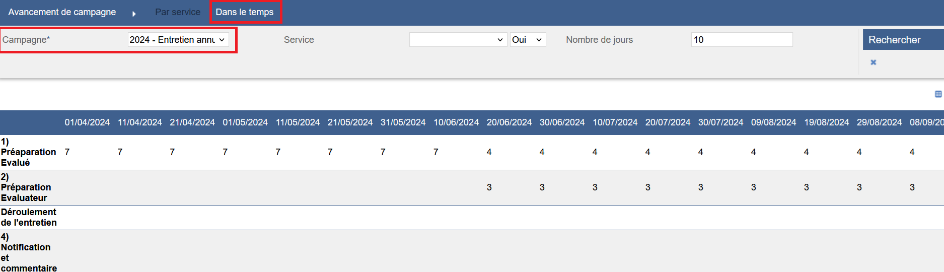 Avancement de campagne Par service Dans le temps
Campagne* 2024 - Entretien annu Service Oui Nombre de jours 10 Rechercher
01/04/2024 11/04/2024 21/04/2024 01/05/2024 11/05/2024 21/05/2024 31/05/2024 10/06/2024 20/06/2024 30/06/2024 10/07/2024 20/07/2024 30/07/2024 09/08/2024 19/08/2024 29/08/2024 08/09/20
1)
Préaparation 7 7 7 7 7 7 7 7 4 4 4 4 4 4 4 4 4
Evalué
2)
Préparation 3 3 3 3 3 3 3 3 3
Evaluateur
Déroulement
de l'entretien
4)
Notification
et
commentaire